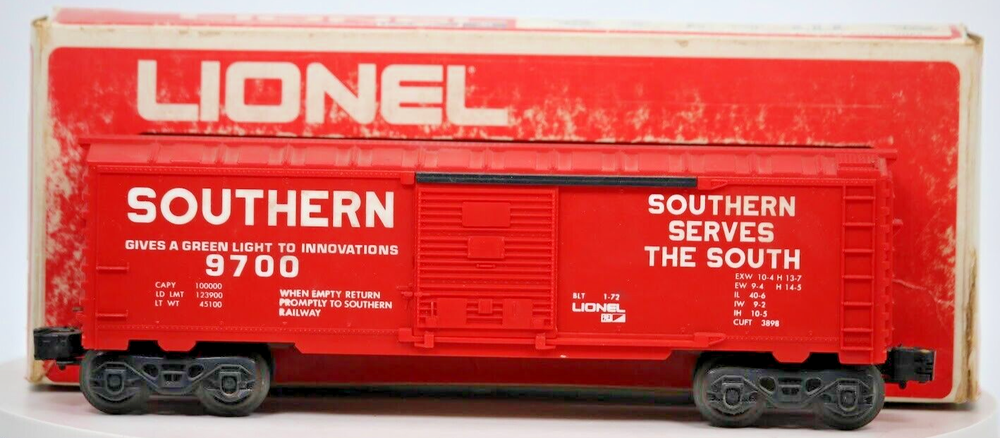 LIONEL
SOUTHERN
GIVES A GREEN LIGHT TO INNOVATIONS
9700
CAPY 100000
LD LMT 123900
LT WT 45100
WHEN EMPTY RETURN
PROMPTLY TO SOUTHERN
RAILWAY
BLT 1-72
LIONEL
SOUTHERN
SERVES
THE SOUTH
EXW 10-4 H 13-7
EW 9-4 H 14-5
IL 40-6
IW 9-2
IH 10-5
CUFT 3898